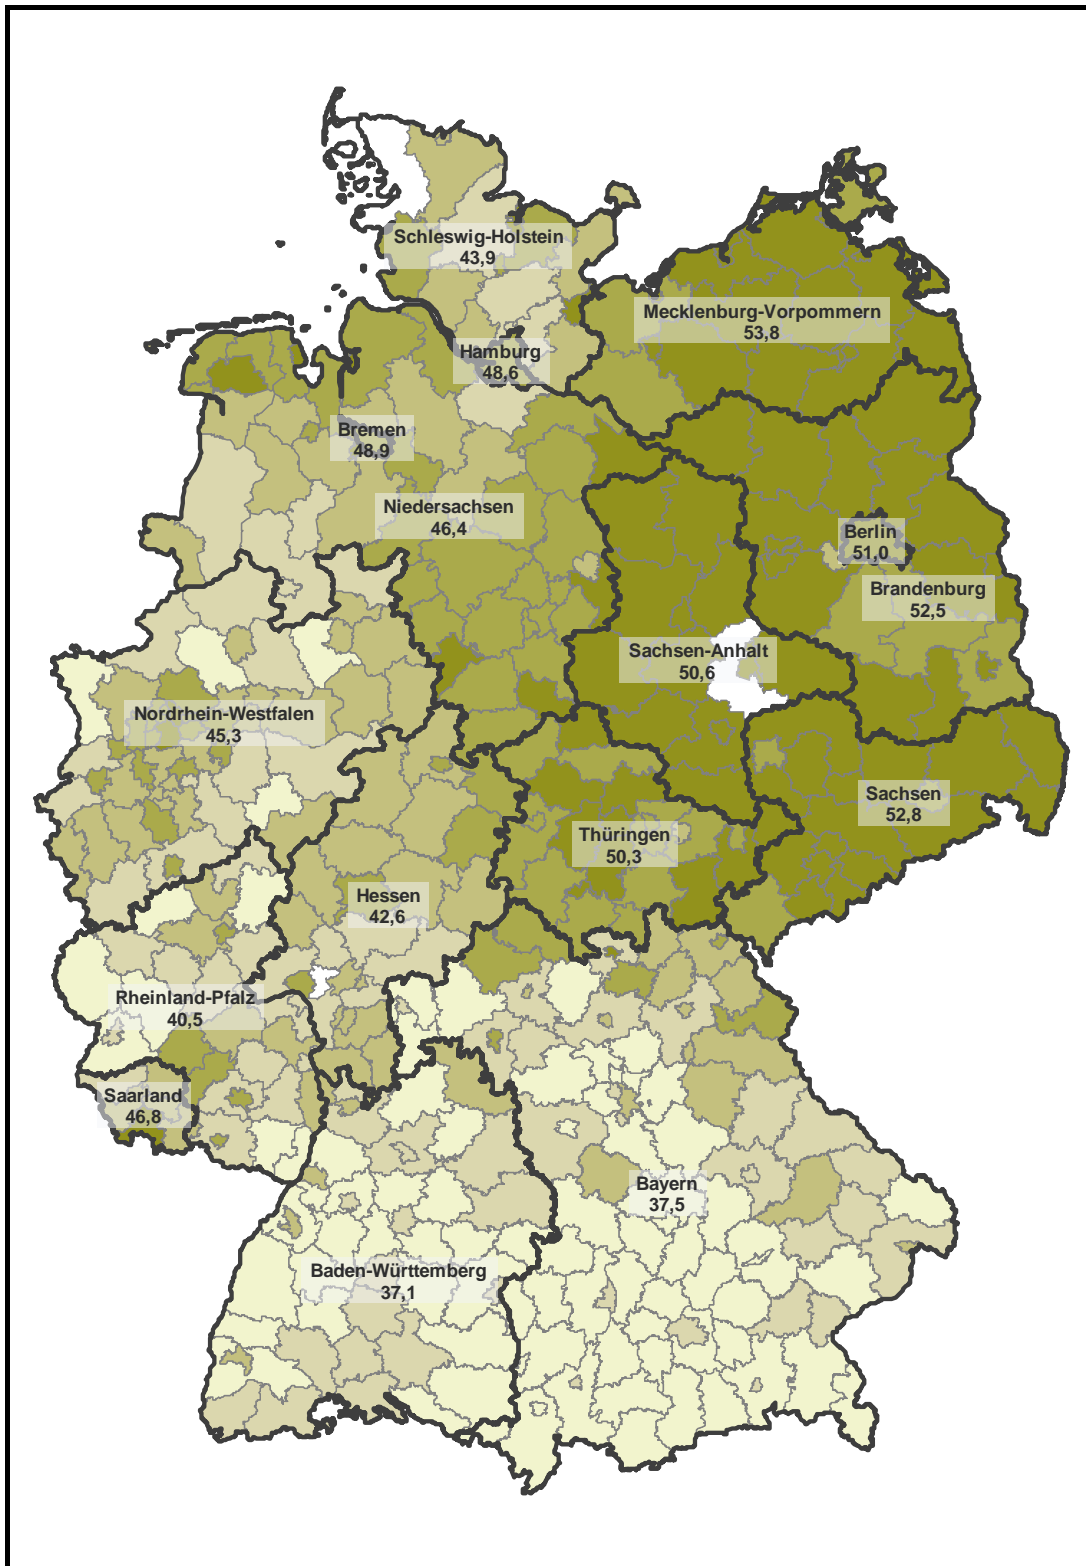 Schleswig-Holstein
43,9
Mecklenburg-Vorpommern
53,8
Hamburg
48,6
Bremen
48,9
Niedersachsen
46,4
Berlin
51,0
Brandenburg
52,5
Sachsen-Anhalt
50,6
Nordrhein-Westfalen
45,3
Sachsen
52,8
Thüringen
50,3
Hessen
42,6
Rheinland-Pfalz
40,5
Saarland
46,8
Bayern
37,5
Baden-Württemberg
37,1